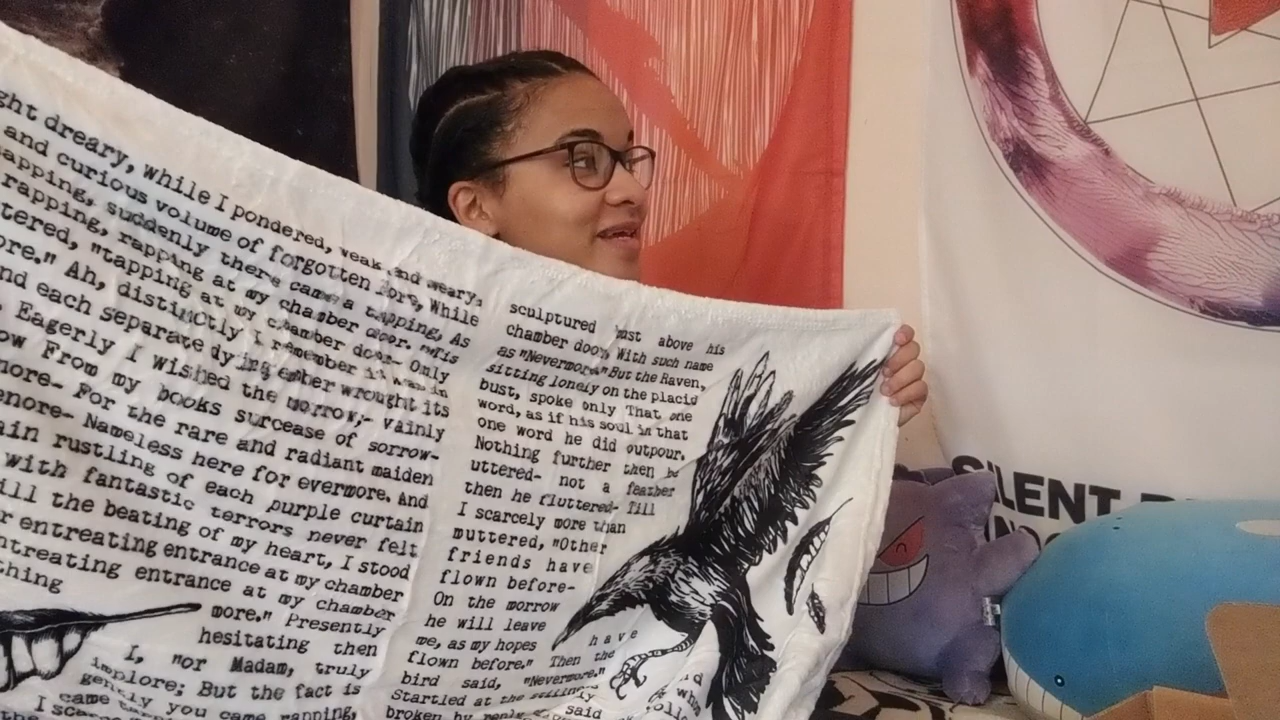 ght dreary, While I pondered, weak and weary,
and curious volume of forgotten lore, While
apping, suddenly there came a tapping, As
rapping, rapping at my chamber door. "Tis
tered, "tapping at my chamber door- Only
ore." Ah, distinctly I remember it was in
nd each separate dying ember wrought its
Eagerly I wished the morrow;- vainly
ow From my books surcease of sorrow-
nore- For the rare and radiant maiden
enore- Nameless here for evermore. And
ain rustling of each purple curtain
with fantastic terrors never felt
ill the beating of my heart, I stood
r entreating entrance at my chamber
ntreating entrance at my chamber
thing
more." Presently
hesitating then
I, "or Madam, truly
implore; But the fact is
gently you came rapping,
came
I
sculptured bust above his
chamber door, With such name
as "Nevermore." But the Raven,
sitting lonely on the placid
bust, spoke only That one
word, as if his soul in that
one word he did outpour.
Nothing further then he
uttered- not a feather
then he fluttered- Till
I scarcely more than
muttered, "Other
friends have
flown before-
On the morrow
he will leave
me, as my hopes have
flown before." Then the
bird said, "Nevermore."
Startled at the stillness
broken by said
SILENT